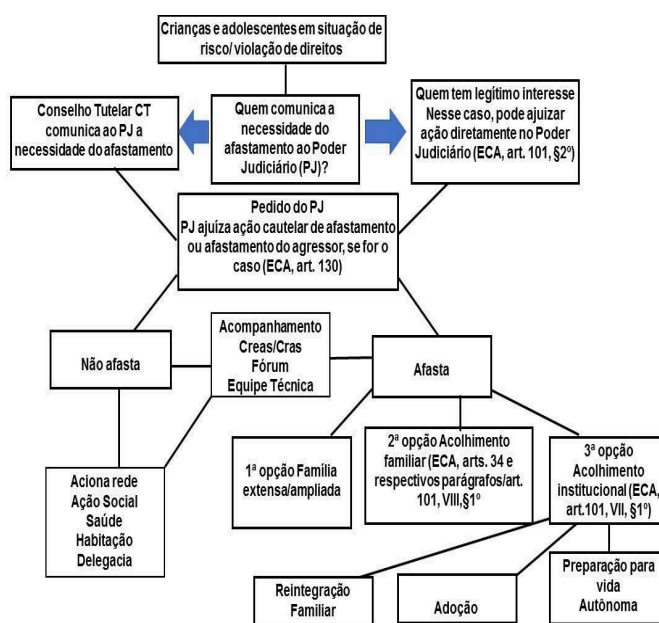 Crianças e adolescentes em situação de
risco/ violação de direitos
Conselho Tutelar CT
comunica ao PJ a
necessidade do afastamento
Quem comunica a
necessidade do
afastamento ao Poder
Judiciário (PJ)?
Quem tem legítimo interesse
Nesse caso, pode ajuizar
ação diretamente no Poder
Judiciário (ECA, art. 101, §2º)
Pedido do PJ
PJ ajuíza ação cautelar de afastamento
ou afastamento do agressor, se for o
caso (ECA, art. 130)
Não afasta
Acompanhamento
Creas/Cras
Fórum
Equipe Técnica
Afasta
Aciona rede
Ação Social
Saúde
Habitação
Delegacia
1ª opção Família
extensa/ampliada
2ª opção Acolhimento
familiar (ECA, arts. 34 e
respectivos parágrafos/art.
101, VIII,§1º
3ª opção
Acolhimento
institucional (ECA,
art.101, VII, §1º)
Reintegração
Familiar
Adoção
Preparação para
vida
Autônoma